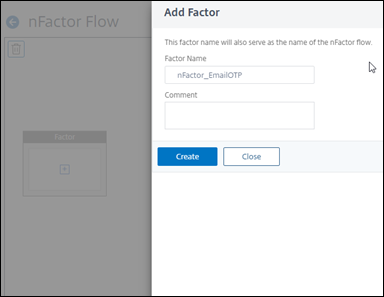 nFactor Flow
Factor
Add Factor
This factor name will also serve as the name of the nFactor flow.
Factor Name
nFactor_EmailOTP
Comment
Create
Close